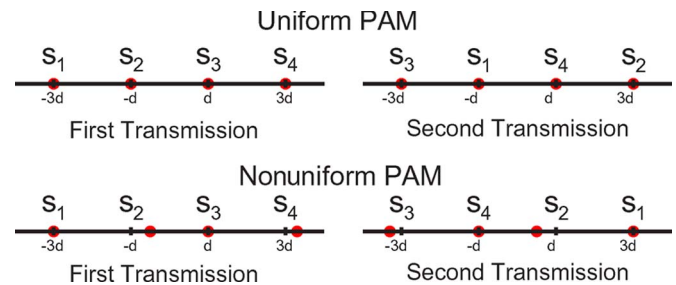 Uniform PAM
S1 S2 S3 S4
-3d -d d 3d
First Transmission
S3 S1 S4 S2
-3d -d d 3d
Second Transmission
Nonuniform PAM
S1 S2 S3 S4
-3d -d d 3d
First Transmission
S3 S4 S2 S1
-3d -d d 3d
Second Transmission